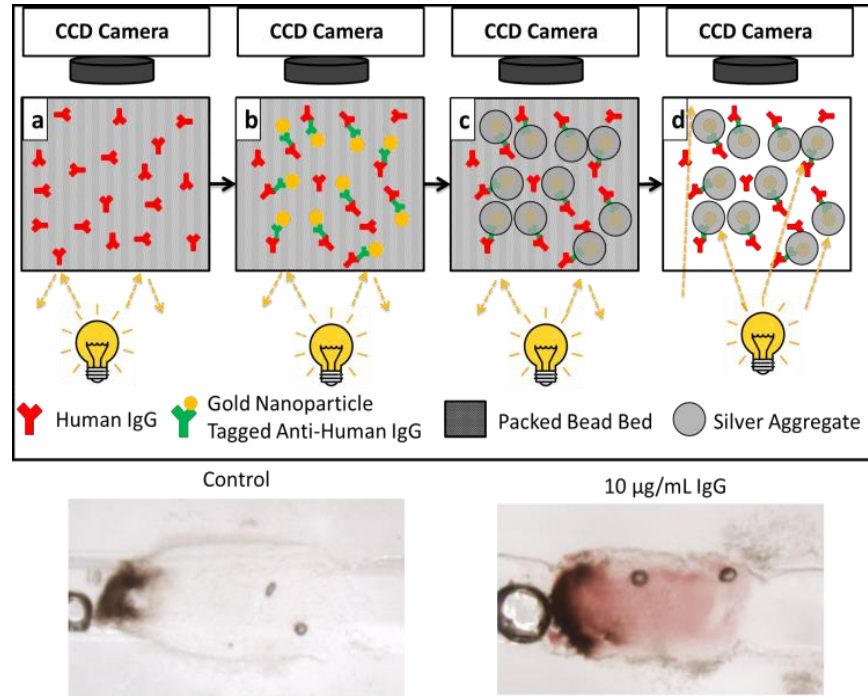 CCD Camera
CCD Camera
CCD Camera
CCD Camera
a
b
c
d
Human IgG
Gold Nanoparticle
Tagged Anti-Human IgG
Packed Bead Bed
Silver Aggregate
Control
10 µg/mL IgG